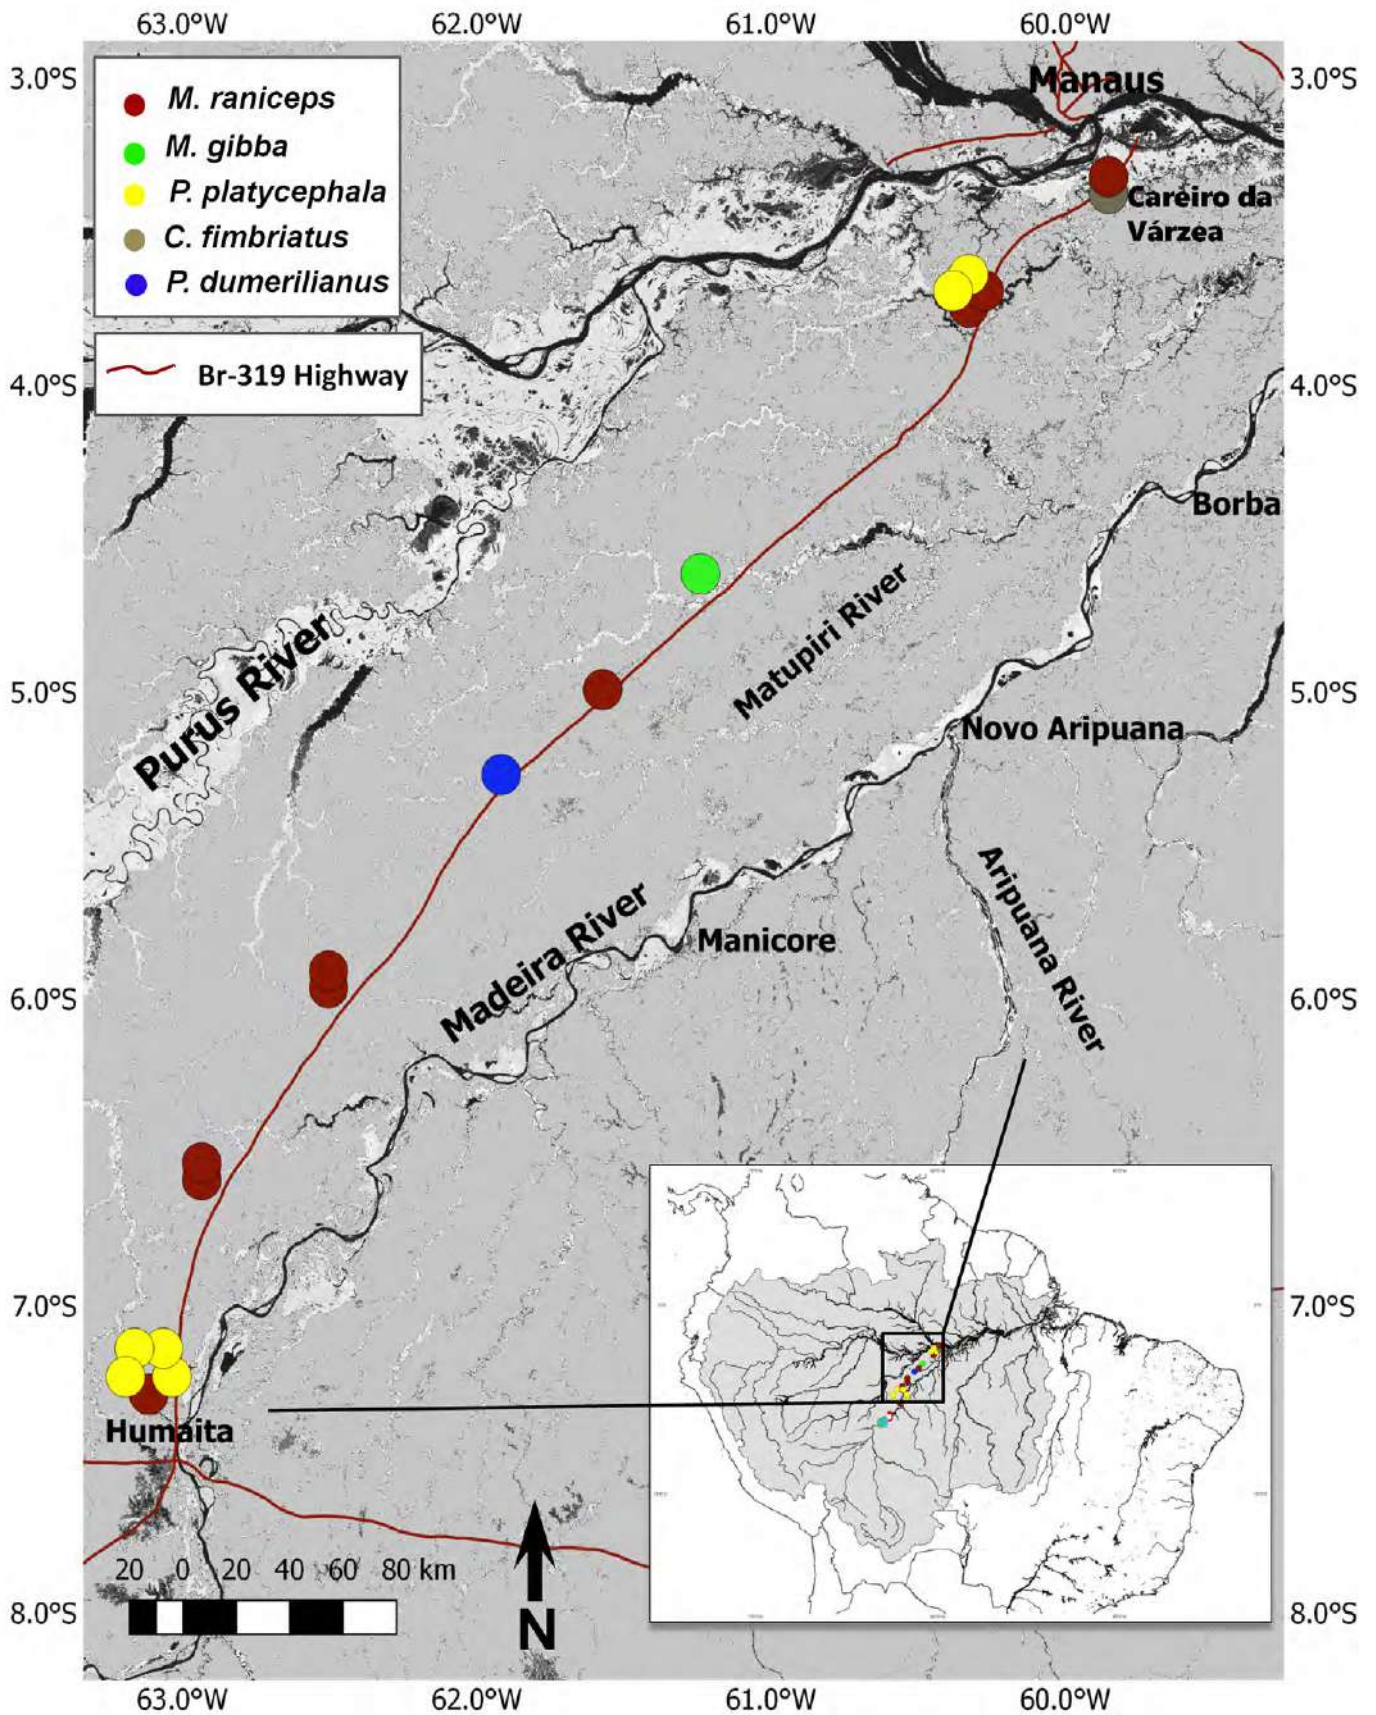 63.0°W 62.0°W 61.0°W 60.0°W
3.0°S
3.0°S
M. raniceps
M. gibba
P. platycephala
C. fimbriatus
P. dumerilianus
Br-319 Highway
Manaus
Careiro da
Várzea
4.0°S
4.0°S
Borba
Purus River
Matupiri River
5.0°S
5.0°S
Novo Aripuana
Aripuana River
Madeira River
Manicore
6.0°S
6.0°S
7.0°S
7.0°S
Humaita
20 0 20 40 60 80 km
N
8.0°S
8.0°S
63.0°W 62.0°W 61.0°W 60.0°W